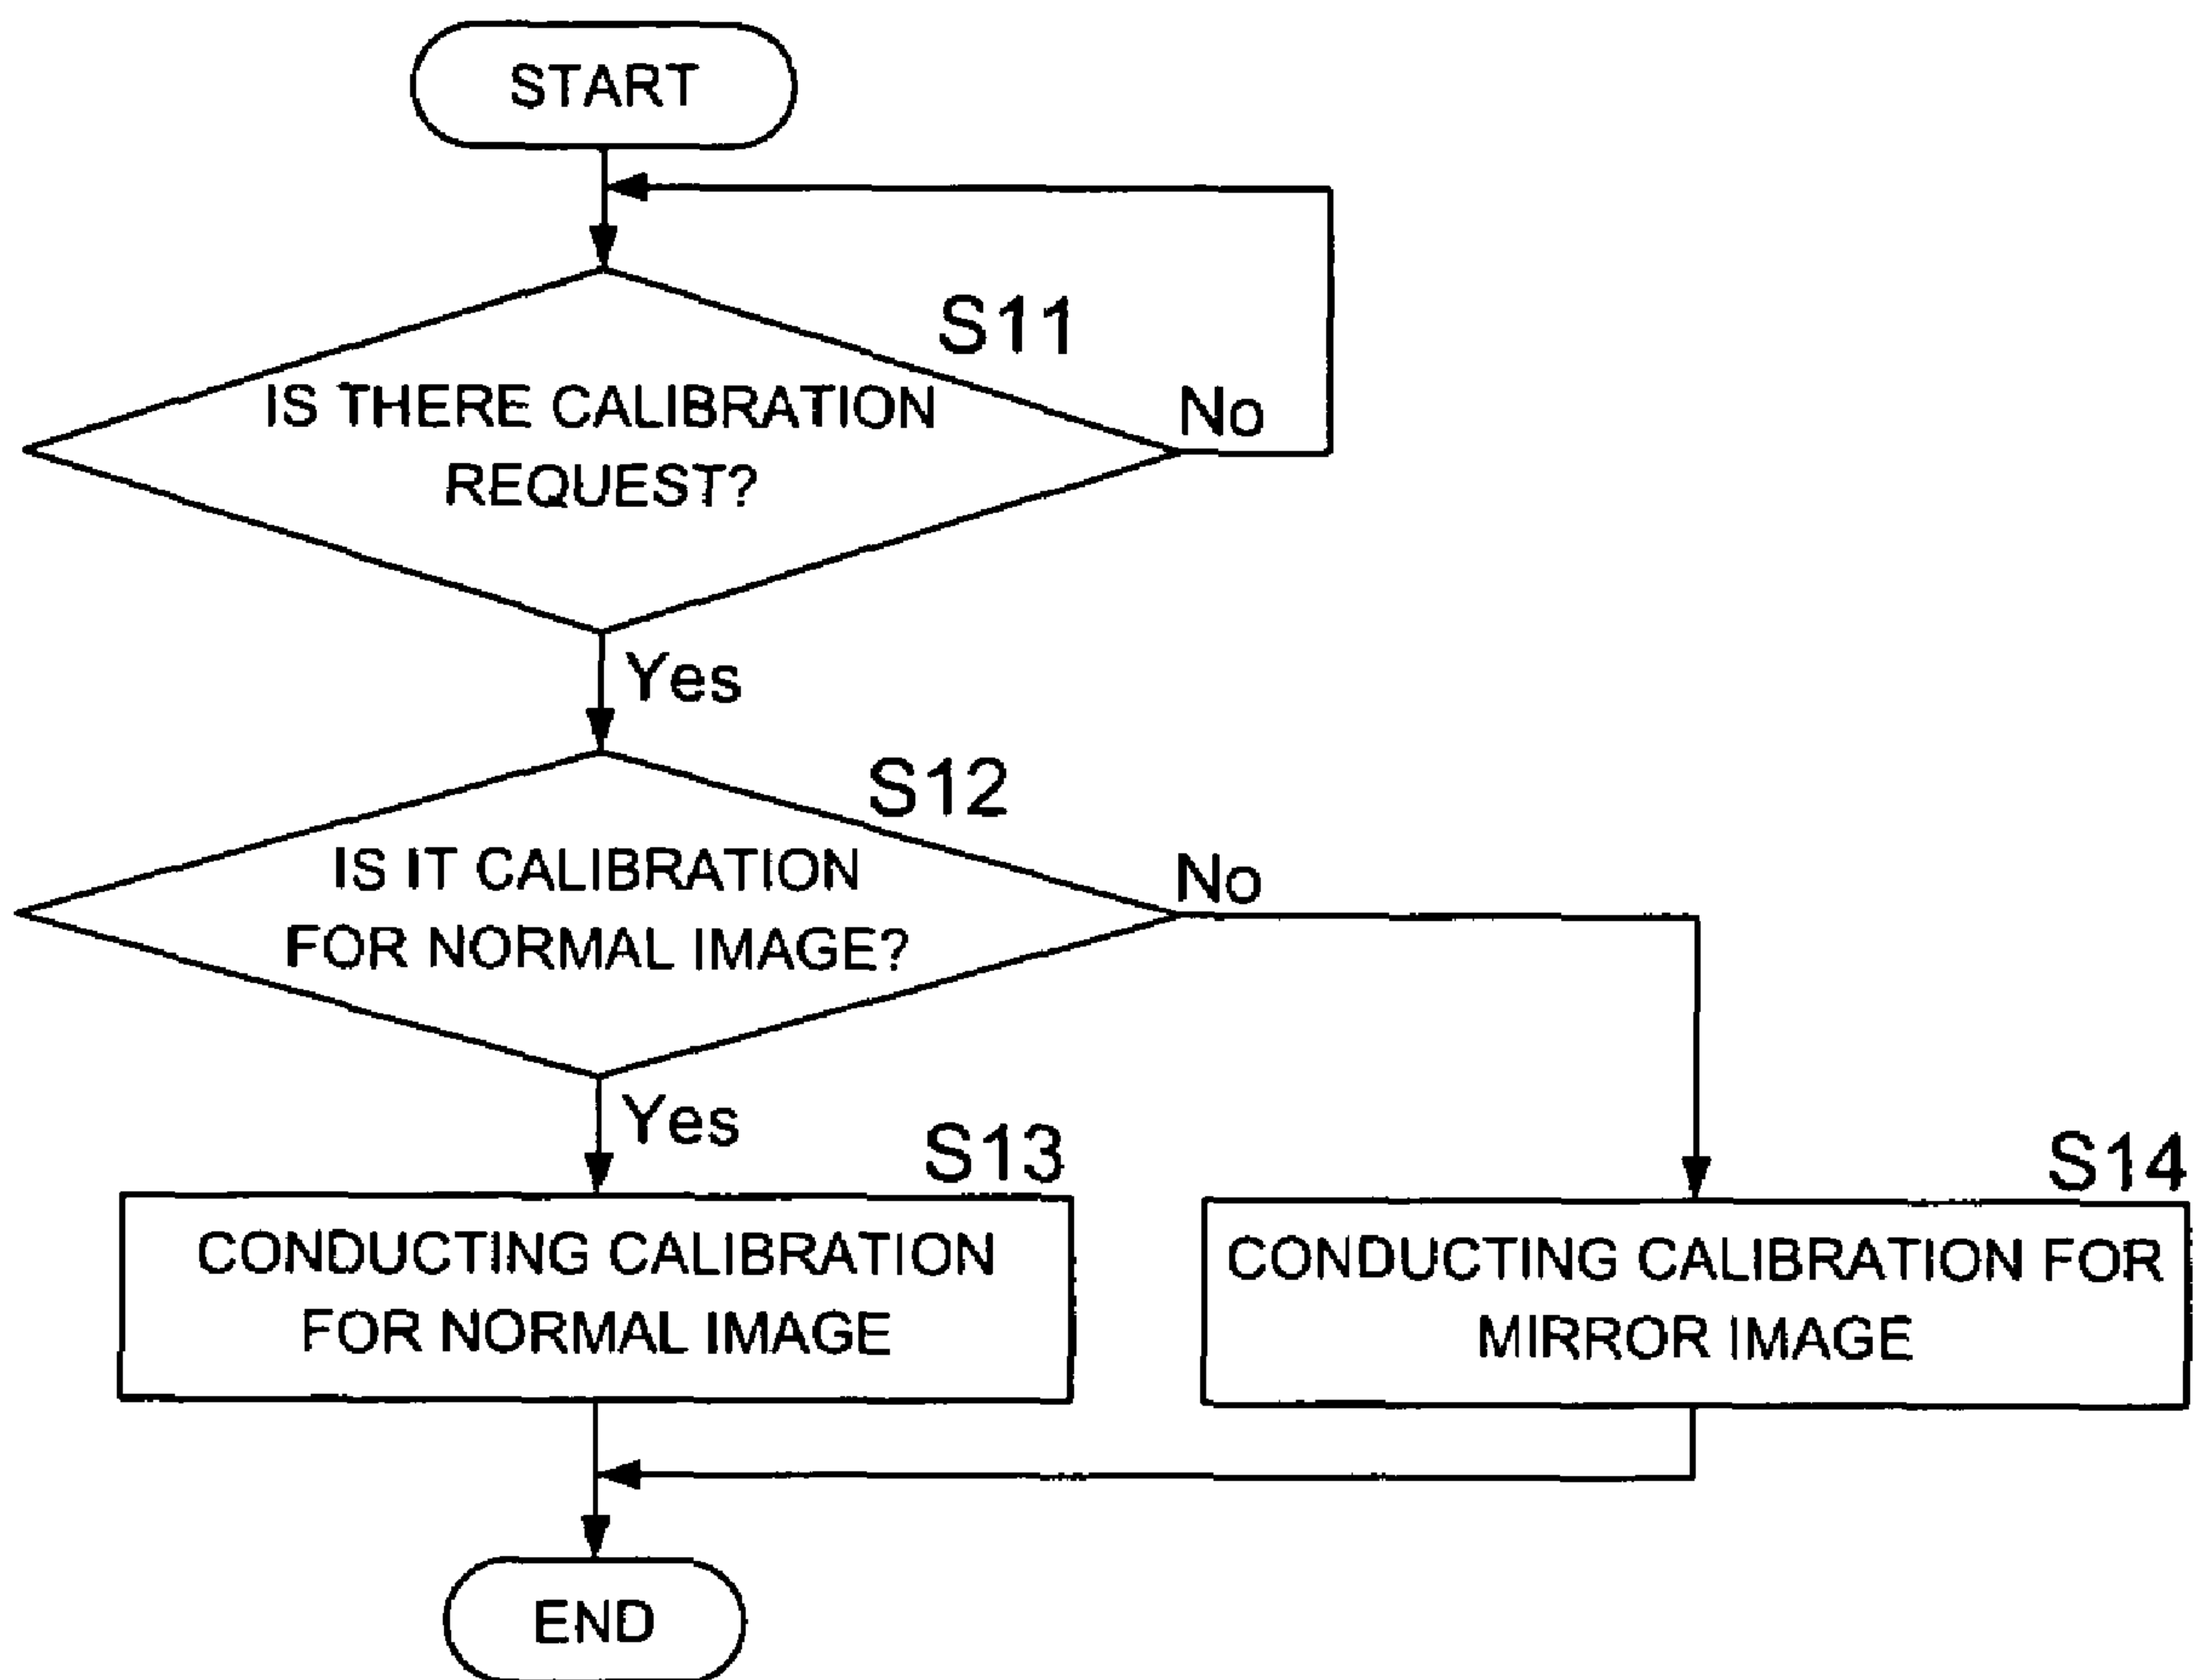 START
S11
IS THERE CALIBRATION
REQUEST?
No
Yes
S12
IS IT CALIBRATION
FOR NORMAL IMAGE?
No
Yes
S13
CONDUCTING CALIBRATION
FOR NORMAL IMAGE
S14
CONDUCTING CALIBRATION FOR
MIRROR IMAGE
END